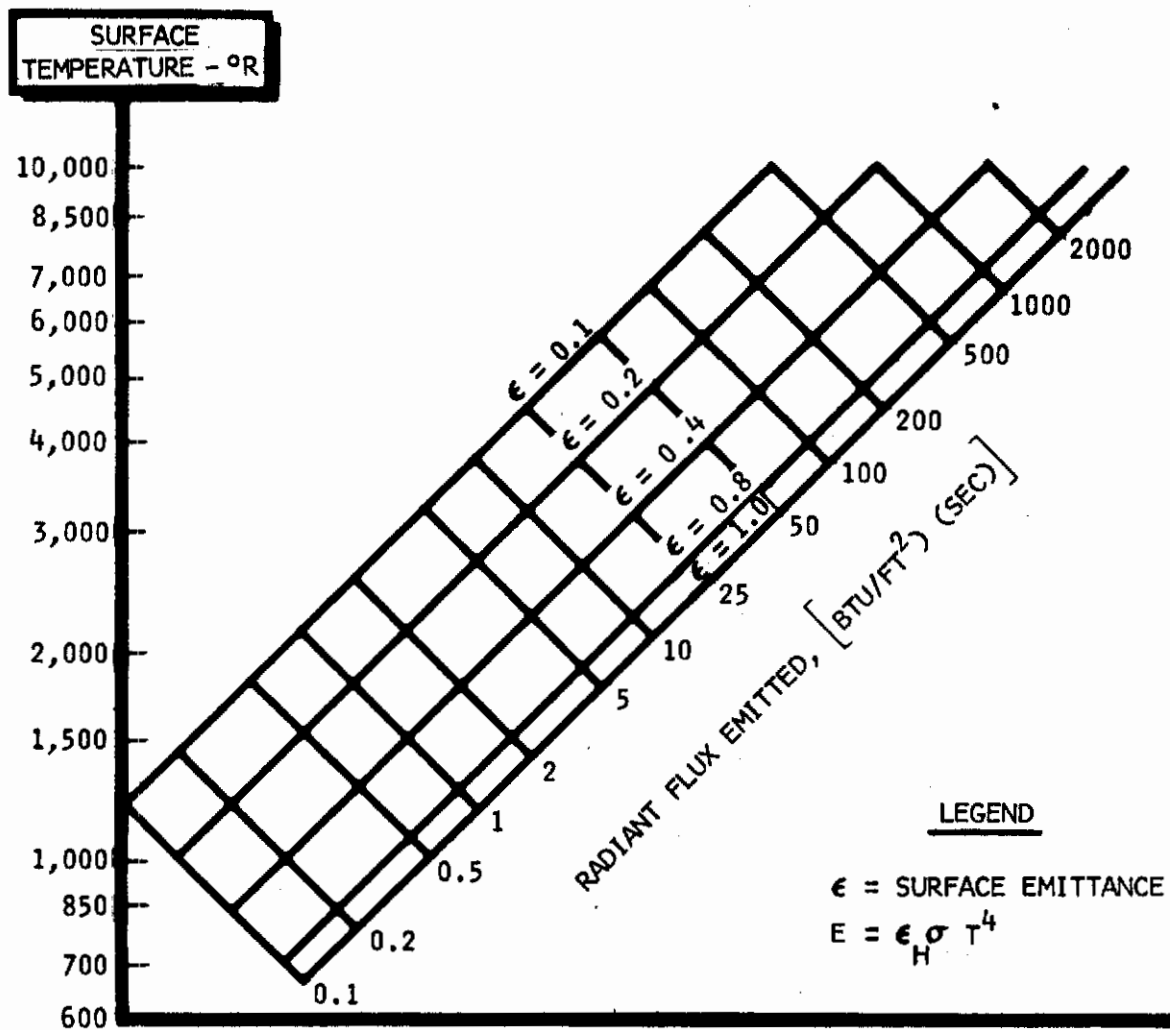 SURFACE
TEMPERATURE - °R
10,000
8,500
7,000
6,000
5,000
4,000
3,000
2,000
1,500
1,000
850
700
600
ϵ = 0.1
ϵ = 0.2
ϵ = 0.4
ϵ = 0.8
ϵ = 1.0
2000
1000
500
200
100
50
25
10
5
2
1
0.5
0.2
0.1
RADIANT FLUX EMITTED, [BTU/FT²) (SEC)]
LEGEND
ϵ = SURFACE EMITTANCE
E = ϵ_H σ T⁴